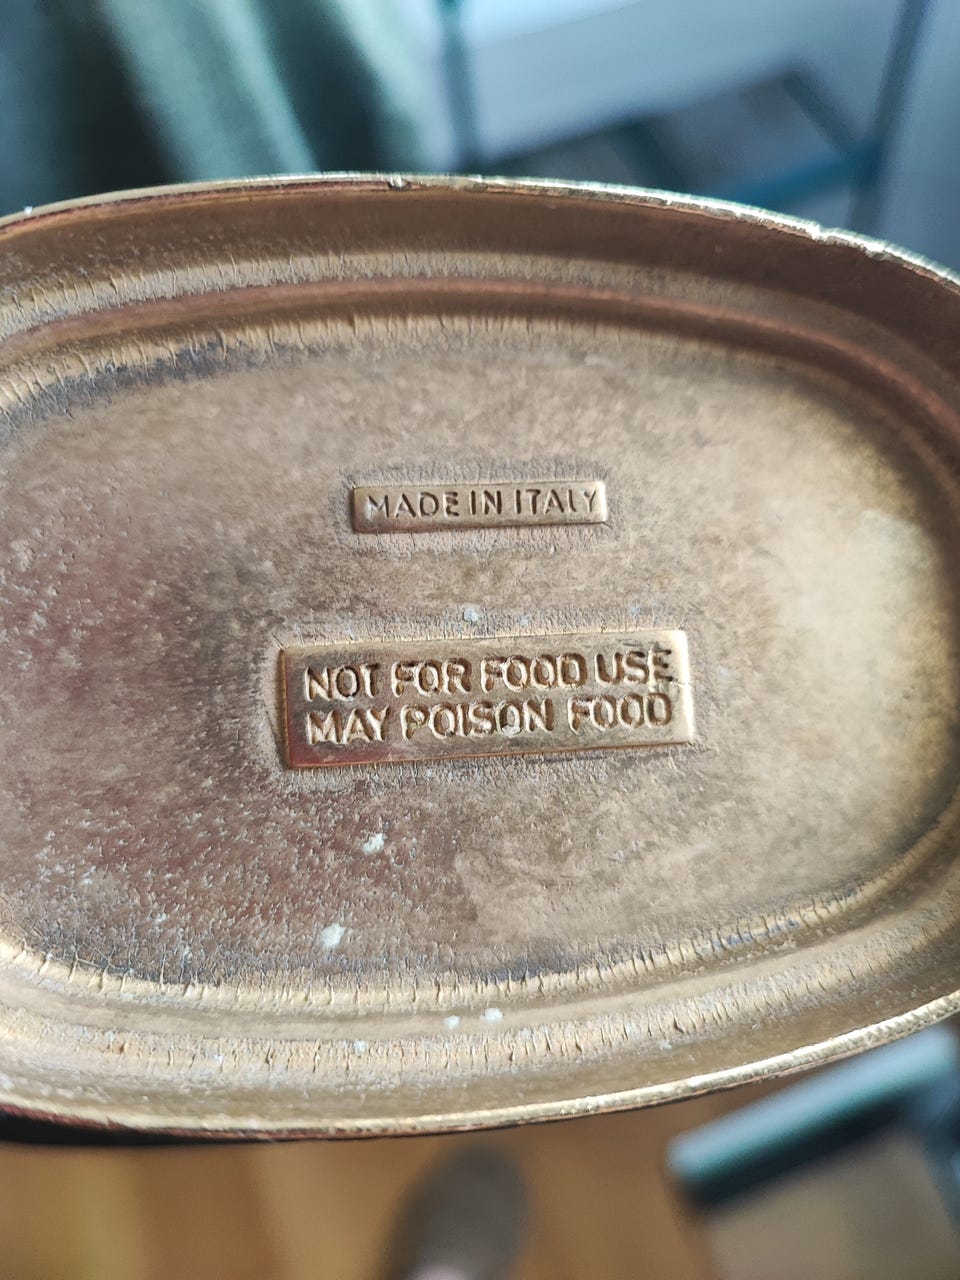 MADE IN ITALY
NOT FOR FOOD USE
MAY POISON FOOD